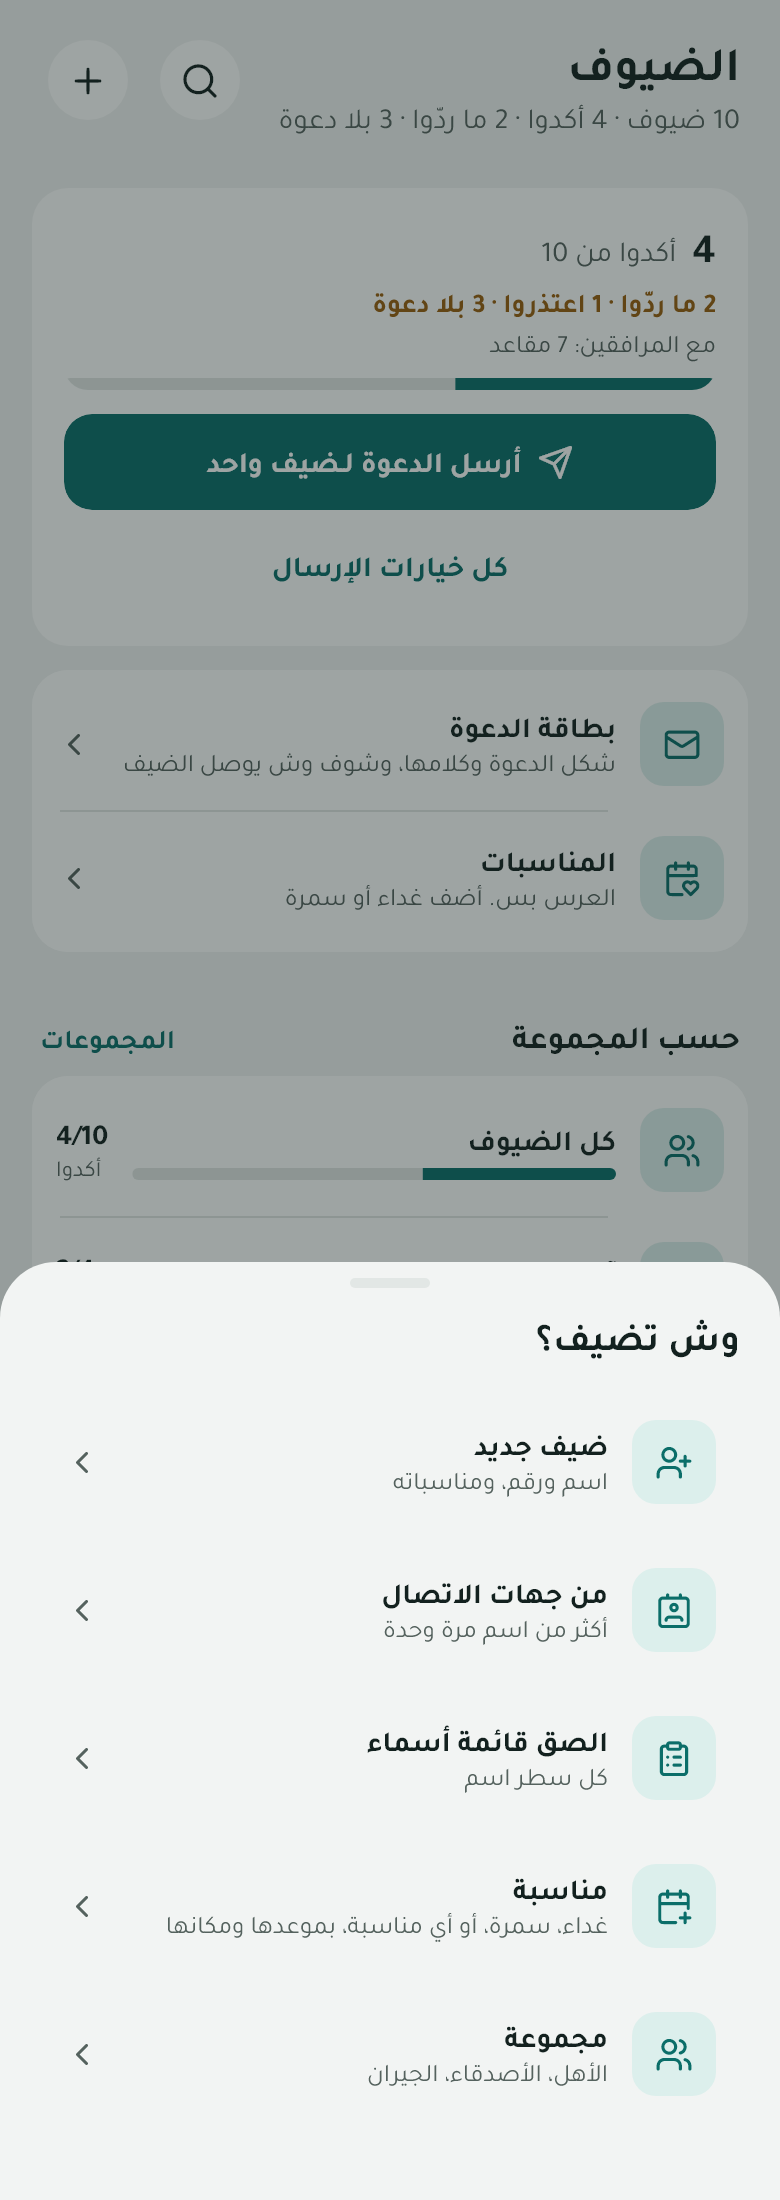 الضيوف
10 ضيوف · 4 أكدوا · 2 ما ردّوا · 3 بلا دعوة
4 أكدوا من 10
2 ما ردّوا · 1 اعتذروا · 3 بلا دعوة
مع المرافقين: 7 مقاعد
أرسل الدعوة لضيف واحد
كل خيارات الإرسال
بطاقة الدعوة
شكل الدعوة وكلامها، وشوف وش يوصل الضيف
المناسبات
العرس بس. أضف غداء أو سمرة
حسب المجموعة
المجموعات
كل الضيوف
4/10
أكدوا
وش تضيف؟
ضيف جديد
اسم ورقم، ومناسباته
من جهات الاتصال
أكثر من اسم مرة وحدة
الصق قائمة أسماء
كل سطر اسم
مناسبة
غداء، سمرة، أو أي مناسبة، بموعدها ومكانها
مجموعة
الأهل، الأصدقاء، الجيران